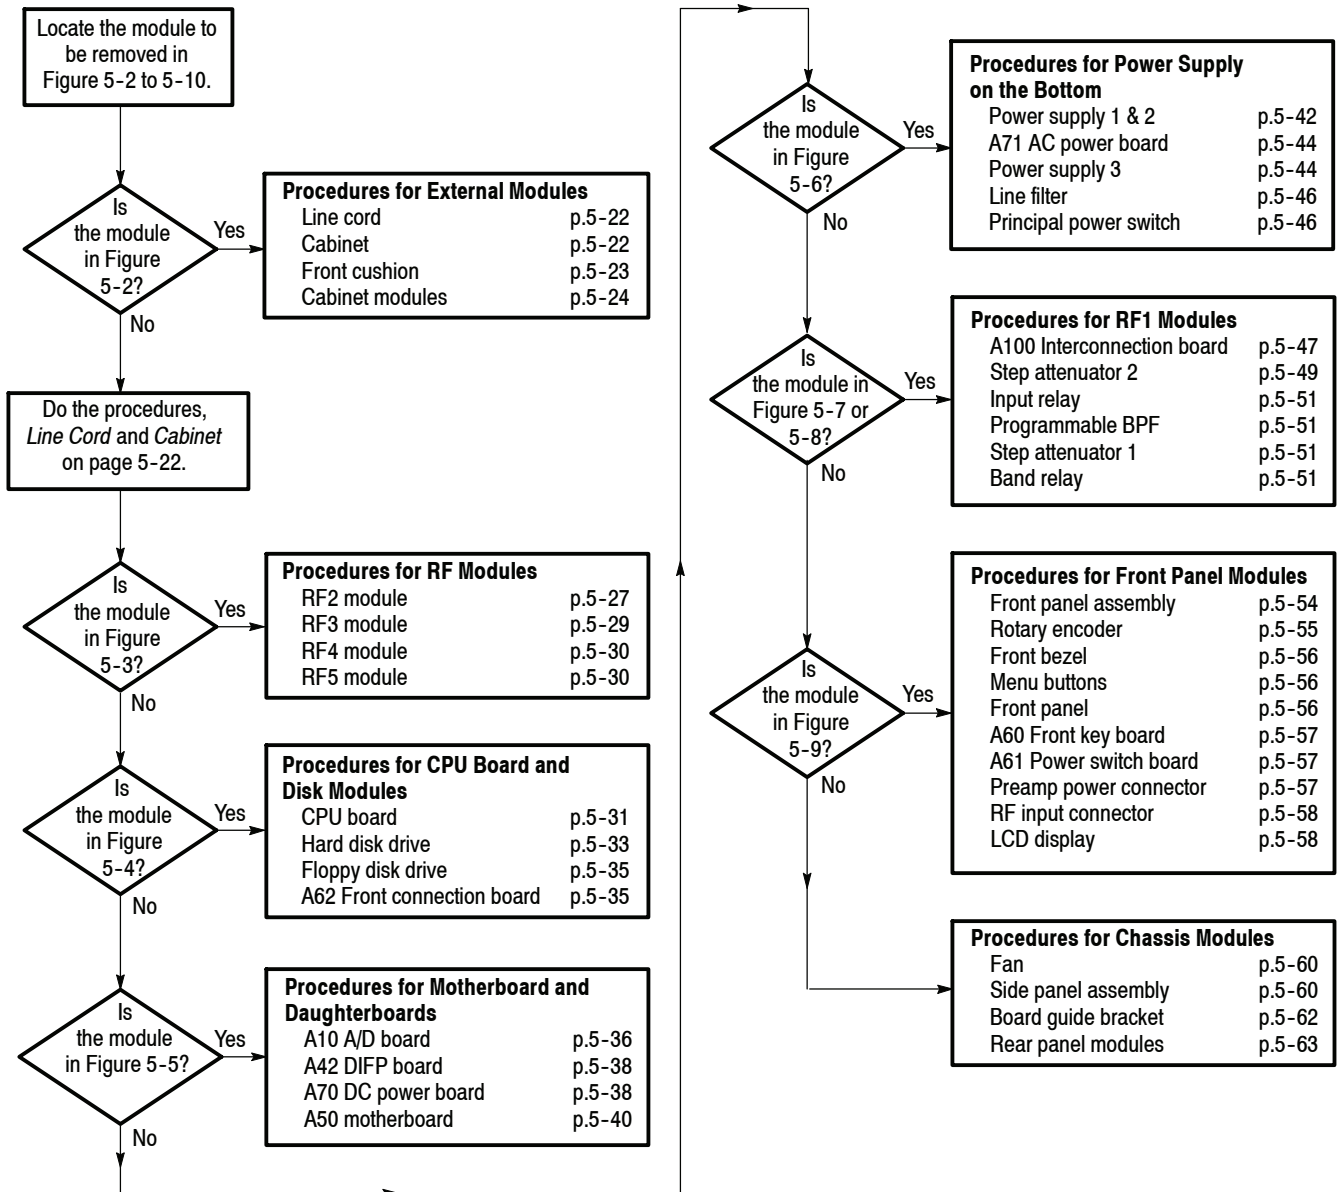 Locate the module to
be removed in
Figure 5-2 to 5-10.
Is
the module
in Figure
5-2?
Yes
No
Procedures for External Modules
Line cord p.5-22
Cabinet p.5-22
Front cushion p.5-23
Cabinet modules p.5-24
Do the procedures,
Line Cord and Cabinet
on page 5-22.
Is
the module
in Figure
5-3?
Yes
No
Procedures for RF Modules
RF2 module p.5-27
RF3 module p.5-29
RF4 module p.5-30
RF5 module p.5-30
Is
the module
in Figure
5-4?
Yes
No
Procedures for CPU Board and
Disk Modules
CPU board p.5-31
Hard disk drive p.5-33
Floppy disk drive p.5-35
A62 Front connection board p.5-35
Is
the module
in Figure 5-5?
Yes
No
Procedures for Motherboard and
Daughterboards
A10 A/D board p.5-36
A42 DIFP board p.5-38
A70 DC power board p.5-38
A50 motherboard p.5-40
Is
the module
in Figure
5-6?
Yes
No
Procedures for Power Supply
on the Bottom
Power supply 1 & 2 p.5-42
A71 AC power board p.5-44
Power supply 3 p.5-44
Line filter p.5-46
Principal power switch p.5-46
Is
the module in
Figure 5-7 or
5-8?
Yes
No
Procedures for RF1 Modules
A100 Interconnection board p.5-47
Step attenuator 2 p.5-49
Input relay p.5-51
Programmable BPF p.5-51
Step attenuator 1 p.5-51
Band relay p.5-51
Is
the module
in Figure
5-9?
Yes
No
Procedures for Front Panel Modules
Front panel assembly p.5-54
Rotary encoder p.5-55
Front bezel p.5-56
Menu buttons p.5-56
Front panel p.5-56
A60 Front key board p.5-57
A61 Power switch board p.5-57
Preamp power connector p.5-57
RF input connector p.5-58
LCD display p.5-58
Procedures for Chassis Modules
Fan p.5-60
Side panel assembly p.5-60
Board guide bracket p.5-62
Rear panel modules p.5-63